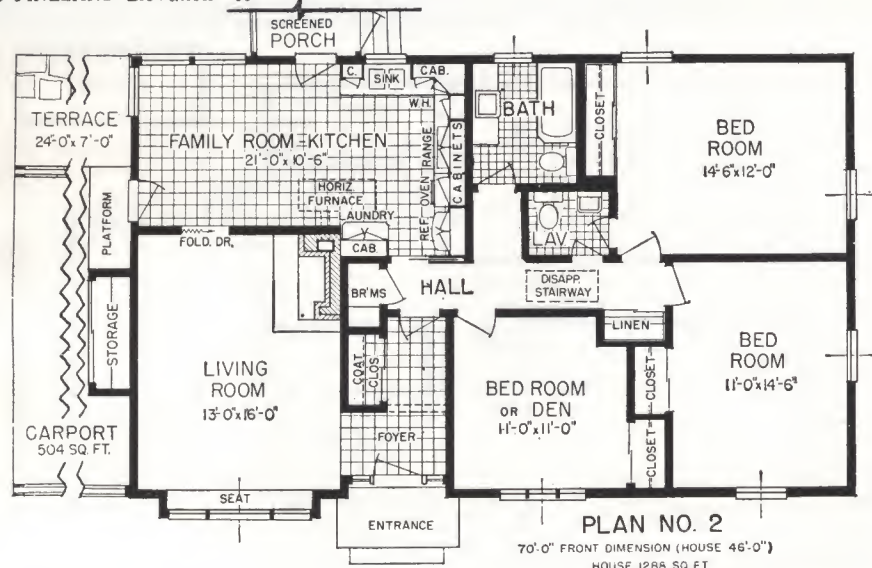 SCREENED
PORCH
C.
SINK
CAB.
W.H.
BATH
CLOSET
BED
ROOM
14'-6"x12'-0"
TERRACE
24'-0"x 7'-0"
FAMILY ROOM-KITCHEN
21'-0"x10'-6"
HORIZ.
FURNACE
LAUNDRY
CAB
REF. OVEN RANGE
CABINETS
PLATFORM
FOLD. DR.
LAV.
BR'MS
HALL
DISAPP.
STAIRWAY
LINEN
STORAGE
LIVING
ROOM
13'-0"x16'-0"
COAT
CLOS
BED ROOM
OR DEN
11'-0"x11'-0"
CLOSET
CLOSET
BED
ROOM
11'-0"x14'-6"
CARPORT
504 SQ. FT.
FOYER
SEAT
ENTRANCE
PLAN NO. 2
70'-0" FRONT DIMENSION (HOUSE 46'-0")
HOUSE 1288 SQ.FT.